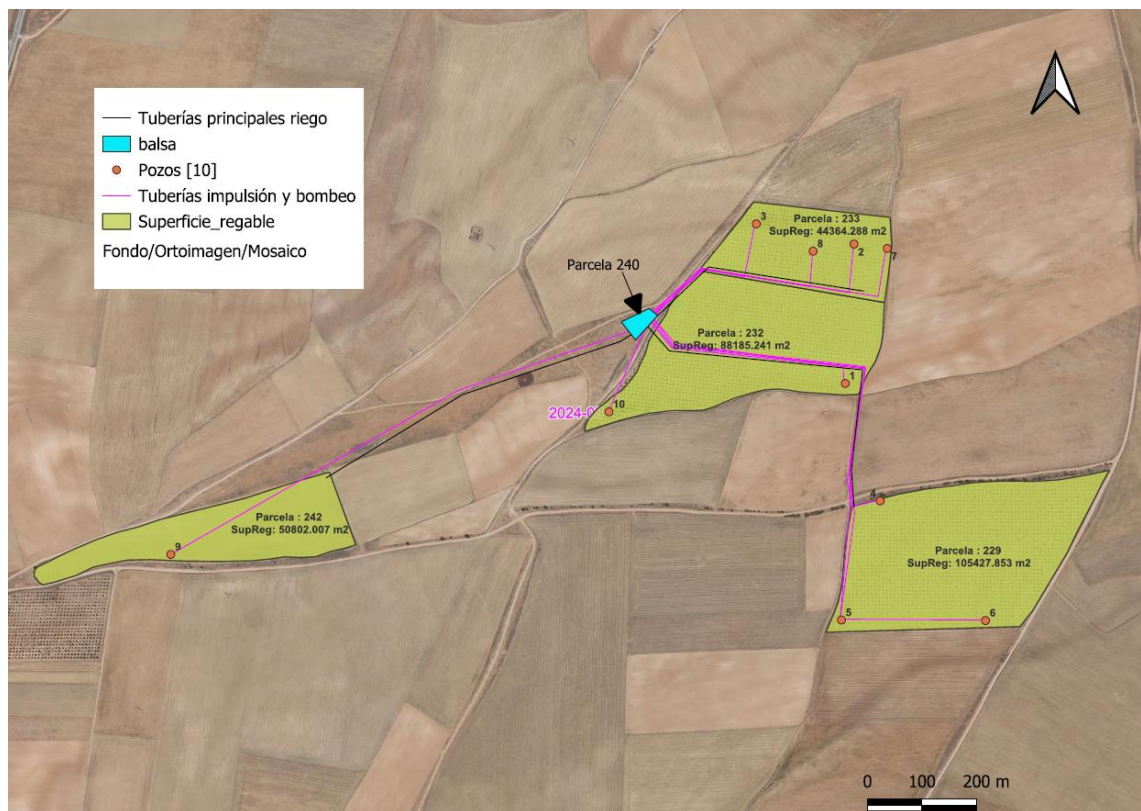 Tuberías principales riego
balsa
Pozos [10]
Tuberías impulsión y bombeo
Superficie_regable
Fondo/Ortoimagen/Mosaico
Parcela 240
3
Parcela : 233
SupReg: 44364.288 m2
8
2
7
Parcela : 232
SupReg: 88185.241 m2
1
10
2024-0
4
Parcela : 242
SupReg: 50802.007 m2
9
Parcela : 229
SupReg: 105427.853 m2
5
6
0 100 200 m